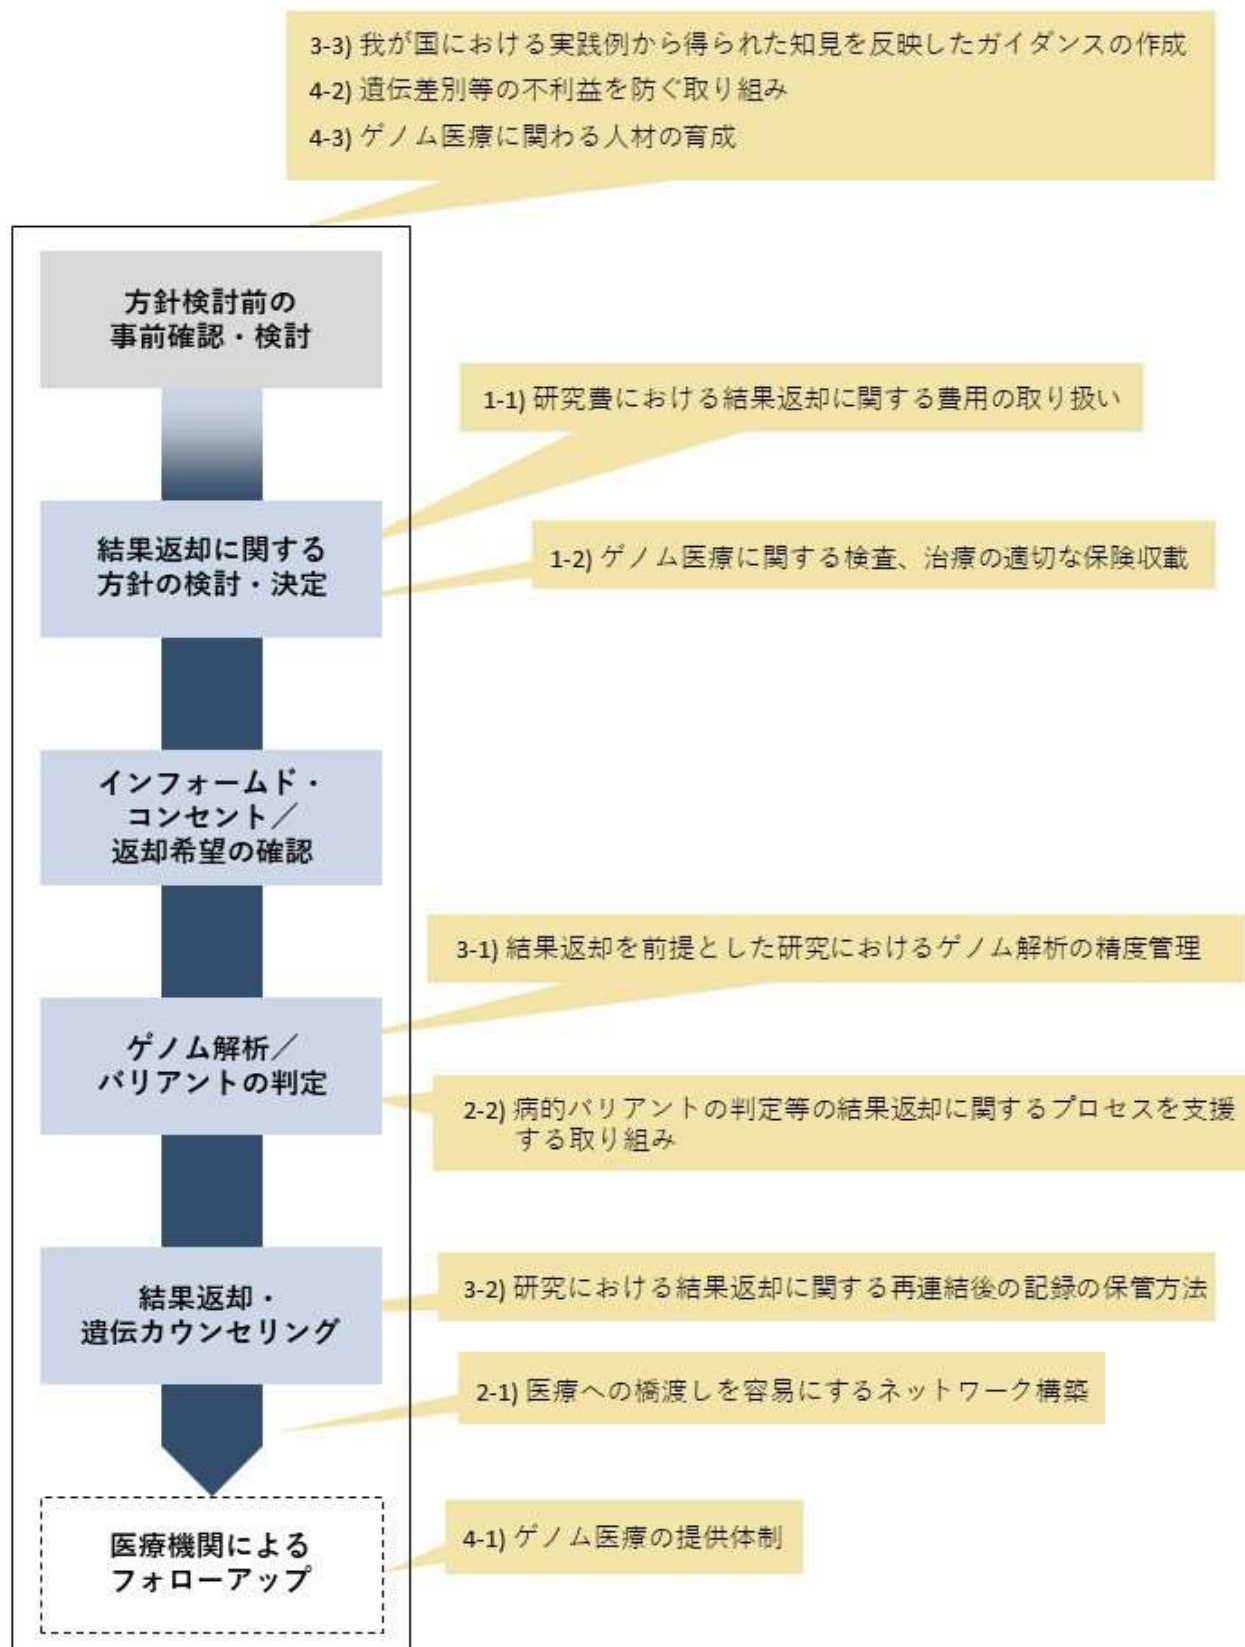 3-3) 我が国における実践例から得られた知見を反映したガイダンスの作成
4-2) 遺伝差別等の不利益を防ぐ取り組み
4-3) ゲノム医療に関わる人材の育成
方針検討前の
事前確認・検討
1-1) 研究費における結果返却に関する費用の取り扱い
結果返却に関する
方針の検討・決定
1-2) ゲノム医療に関する検査、治療の適切な保険収載
インフォームド・
コンセント／
返却希望の確認
3-1) 結果返却を前提とした研究におけるゲノム解析の精度管理
ゲノム解析／
バリアントの判定
2-2) 病的バリアントの判定等の結果返却に関するプロセスを支援
する取り組み
結果返却・
遺伝カウンセリング
3-2) 研究における結果返却に関する再連結後の記録の保管方法
2-1) 医療への橋渡しを容易にするネットワーク構築
医療機関による
フォローアップ
4-1) ゲノム医療の提供体制